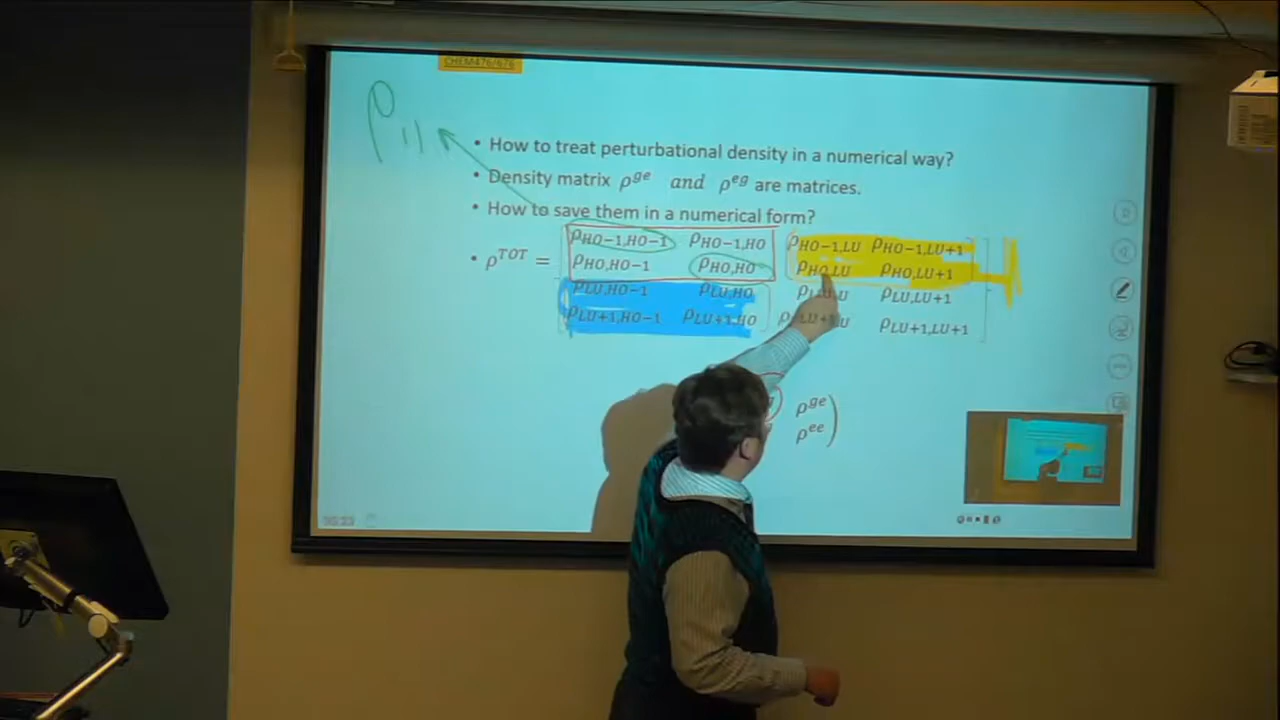 CHEM476/676
ρ₁₁
• How to treat perturbational density in a numerical way?
• Density matrix ρ^ge and ρ^eg are matrices.
• How to save them in a numerical form?
ρHO−1,HO−1 ρHO−1,HO ρHO−1,LU ρHO−1,LU+1
• ρ^TOT =
ρHO,HO−1 ρHO,HO ρHO,LU ρHO,LU+1
ρLU,HO−1 ρLU,HO ρLU,LU+1
ρLU+1,HO−1 ρLU+1,HO ρLU+1,LU+1
ρ^ge
ρ^ee